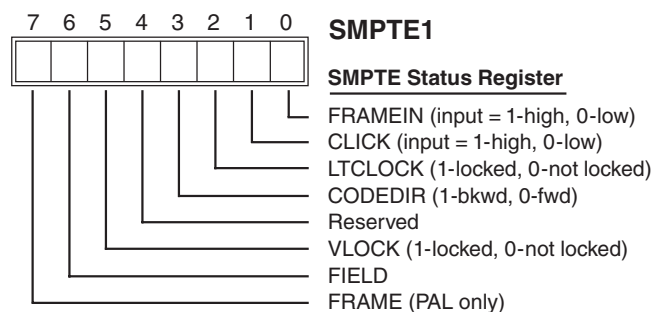 7 6 5 4 3 2 1 0 SMPTE1
SMPTE Status Register
FRAMEIN (input = 1-high, 0-low)
CLICK (input = 1-high, 0-low)
LTCLOCK (1-locked, 0-not locked)
CODEDIR (1-bkwd, 0-fwd)
Reserved
VLOCK (1-locked, 0-not locked)
FIELD
FRAME (PAL only)